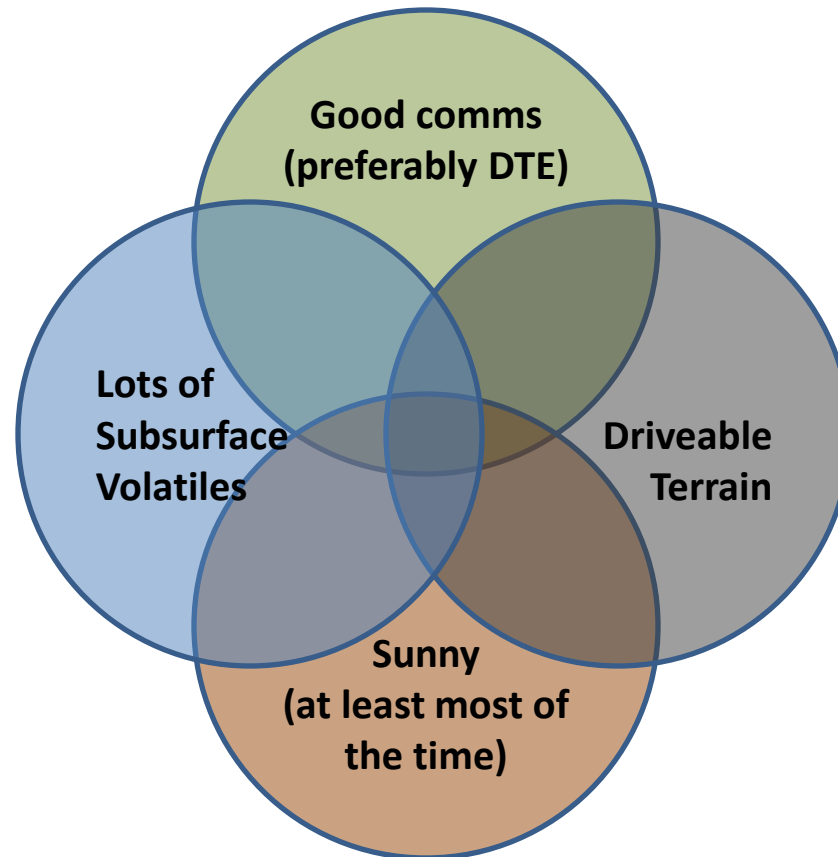 Good comms
(preferably DTE)
Lots of
Subsurface
Volatiles
Driveable
Terrain
Sunny
(at least most of
the time)